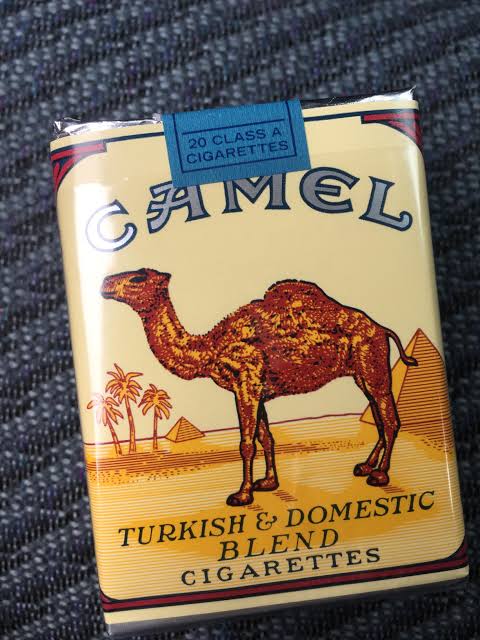 20 CLASS A
CIGARETTES
CAMEL
TURKISH & DOMESTIC
BLEND
CIGARETTES